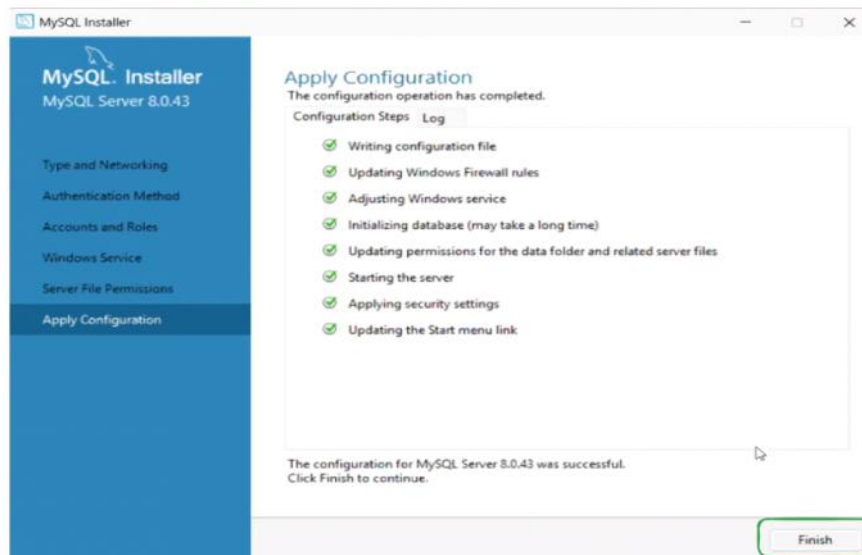 MySQL Installer
MySQL. Installer
MySQL Server 8.0.43
Type and Networking
Authentication Method
Accounts and Roles
Windows Service
Server File Permissions
Apply Configuration
Apply Configuration
The configuration operation has completed.
Configuration Steps Log
Writing configuration file
Updating Windows Firewall rules
Adjusting Windows service
Initializing database (may take a long time)
Updating permissions for the data folder and related server files
Starting the server
Applying security settings
Updating the Start menu link
The configuration for MySQL Server 8.0.43 was successful.
Click Finish to continue.
Finish